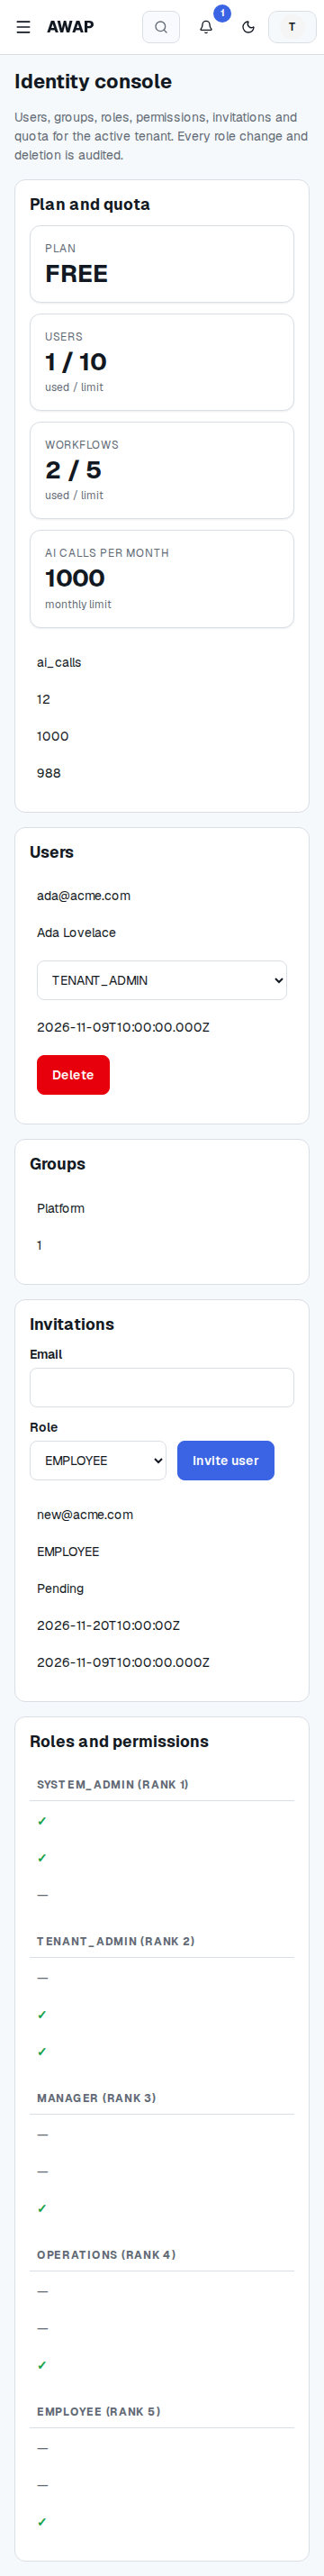 AWAP
1
T
Identity console
Users, groups, roles, permissions, invitations and
quota for the active tenant. Every role change and
deletion is audited.
Plan and quota
PLAN
FREE
USERS
1 / 10
used / limit
WORKFLOWS
2 / 5
used / limit
AI CALLS PER MONTH
1000
monthly limit
ai_calls
12
1000
988
Users
ada@acme.com
Ada Lovelace
TENANT_ADMIN
2026-11-09T10:00:00.000Z
Delete
Groups
Platform
1
Invitations
Email
Role
EMPLOYEE
Invite user
new@acme.com
EMPLOYEE
Pending
2026-11-20T10:00:00Z
2026-11-09T10:00:00.000Z
Roles and permissions
SYSTEM_ADMIN (RANK 1)
✓
✓
—
TENANT_ADMIN (RANK 2)
—
✓
✓
MANAGER (RANK 3)
—
—
✓
OPERATIONS (RANK 4)
—
—
✓
EMPLOYEE (RANK 5)
—
—
✓